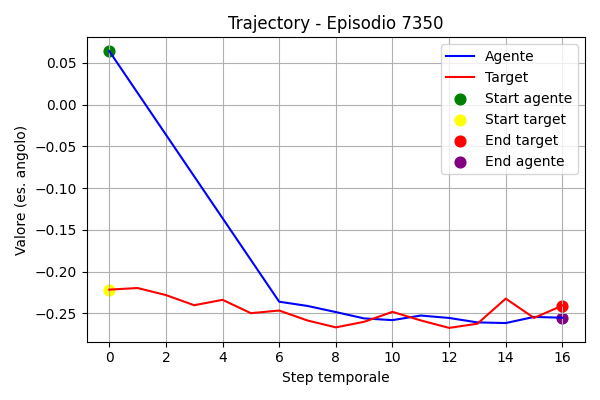 Trajectory - Episodio 7350
Valore (es. angolo)
0.05
0.00
−0.05
−0.10
−0.15
−0.20
−0.25
0 2 4 6 8 10 12 14 16
Step temporale
Agente
Target
Start agente
Start target
End target
End agente